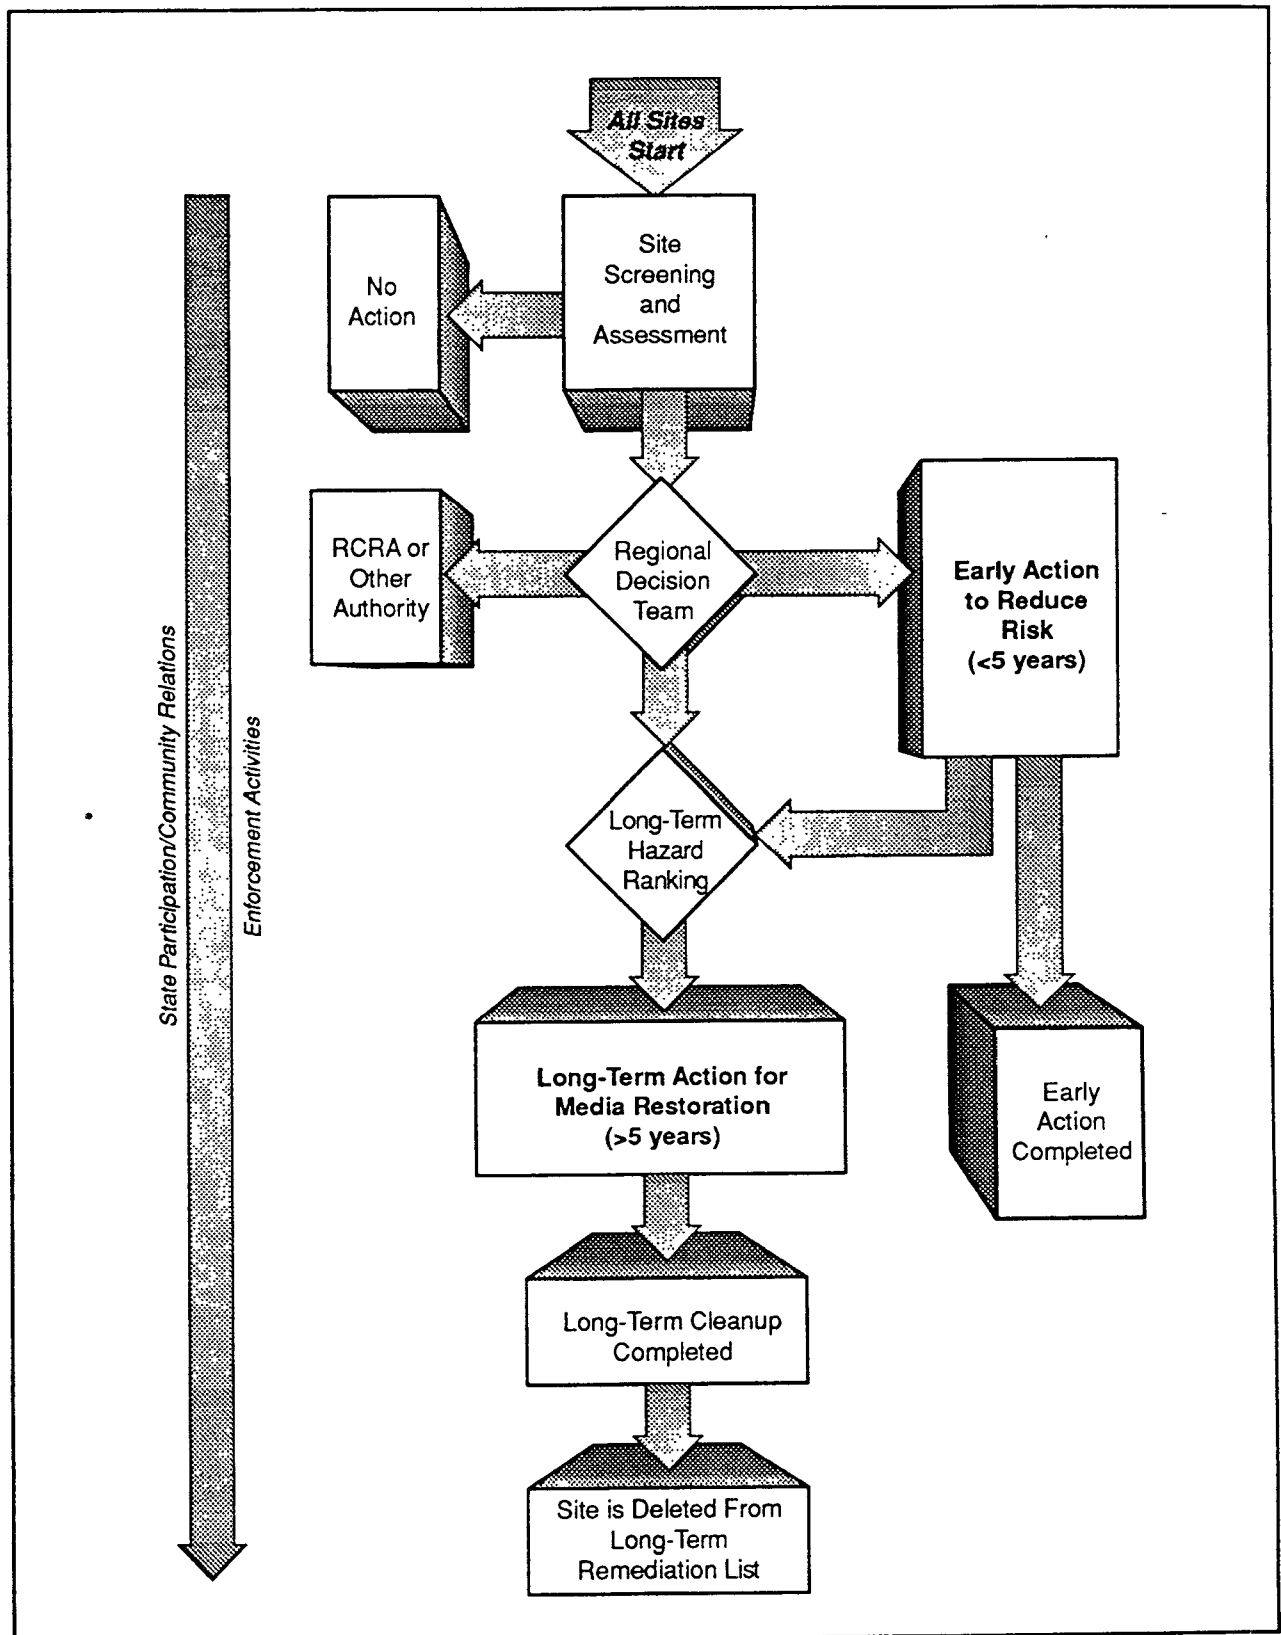 All Sites
Start
Site
Screening
and
Assessment
No
Action
Regional
Decision
Team
RCRA or
Other
Authority
Early Action
to Reduce
Risk
(<5 years)
State Participation/Community Relations
Enforcement Activities
Long-Term
Hazard
Ranking
Long-Term Action for
Media Restoration
(>5 years)
Early
Action
Completed
Long-Term Cleanup
Completed
Site is Deleted From
Long-Term
Remediation List